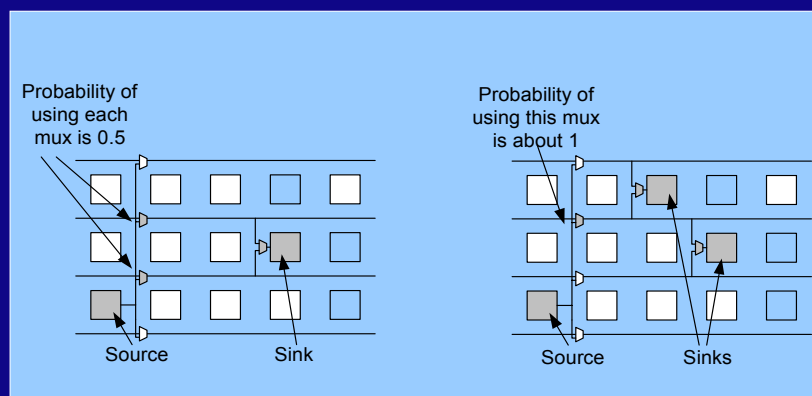 Probability of
using each
mux is 0.5
Source
Sink
Probability of
using this mux
is about 1
Source
Sinks